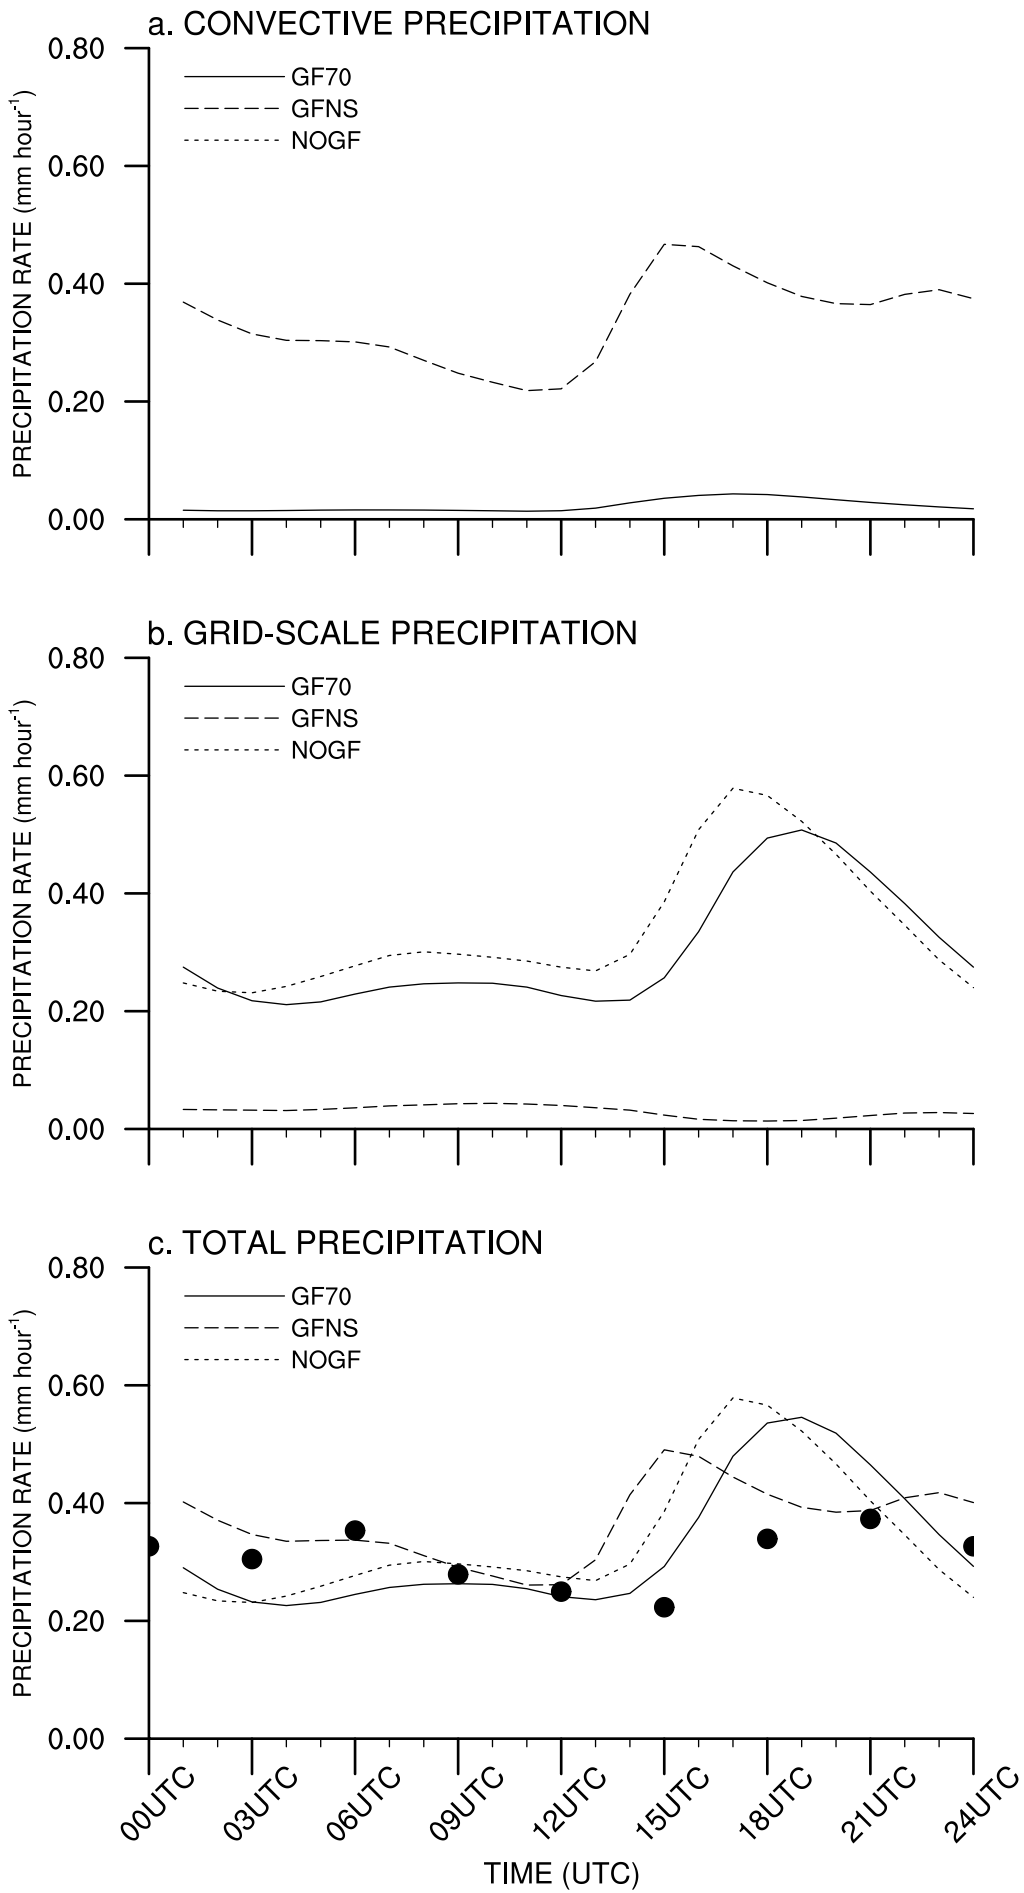 a. CONVECTIVE PRECIPITATION
0.80
0.60
0.40
0.20
0.00
PRECIPITATION RATE (mm hour-1)
GF70
GFNS
NOGF
b. GRID-SCALE PRECIPITATION
0.80
0.60
0.40
0.20
0.00
PRECIPITATION RATE (mm hour-1)
GF70
GFNS
NOGF
c. TOTAL PRECIPITATION
0.80
0.60
0.40
0.20
0.00
PRECIPITATION RATE (mm hour-1)
GF70
GFNS
NOGF
00UTC
03UTC
06UTC
09UTC
12UTC
15UTC
18UTC
21UTC
24UTC
TIME (UTC)